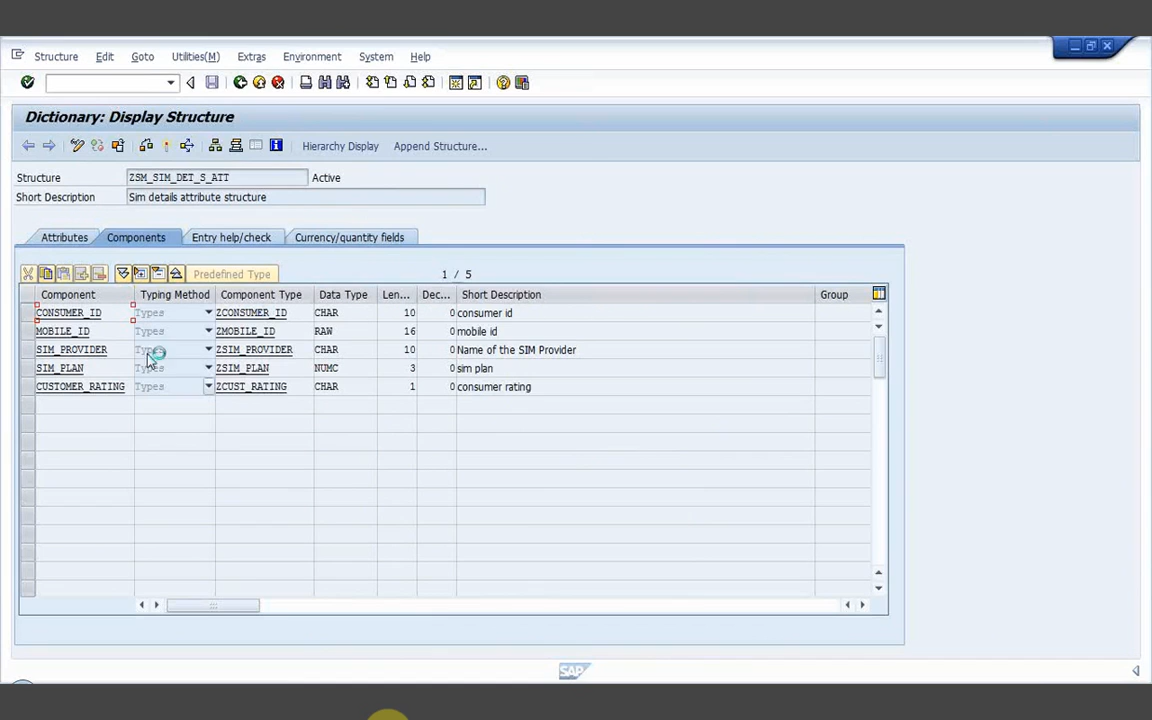 Structure Edit Goto Utilities(M) Extras Environment System Help
Dictionary: Display Structure
Hierarchy Display Append Structure...
Structure ZSM_SIM_DET_S_ATT Active
Short Description Sim details attribute structure
Attributes Components Entry help/check Currency/quantity fields
Predefined Type 1 / 5
Component Typing Method Component Type Data Type Len... Dec... Short Description Group
CONSUMER_ID Types ZCONSUMER_ID CHAR 10 0 consumer id
MOBILE_ID Types ZMOBILE_ID RAW 16 0 mobile id
SIM_PROVIDER Types ZSIM_PROVIDER CHAR 10 0 Name of the SIM Provider
SIM_PLAN Types ZSIM_PLAN NUMC 3 0 sim plan
CUSTOMER_RATING Types ZCUST_RATING CHAR 1 0 consumer rating
SAP